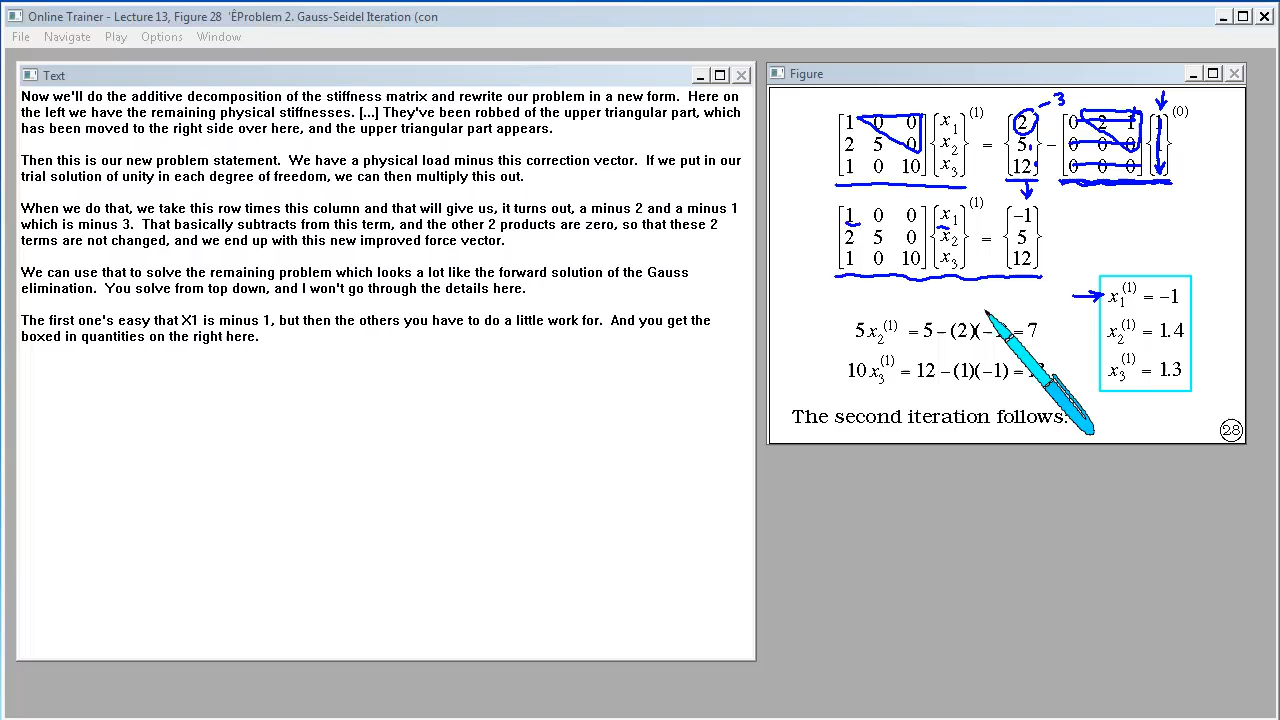 Online Trainer - Lecture 13, Figure 28 'ÊProblem 2. Gauss-Seidel Iteration (con
File Navigate Play Options Window
Text
Now we'll do the additive decomposition of the stiffness matrix and rewrite our problem in a new form. Here on
the left we have the remaining physical stiffnesses. [...] They've been robbed of the upper triangular part, which
has been moved to the right side over here, and the upper triangular part appears.
Then this is our new problem statement. We have a physical load minus this correction vector. If we put in our
trial solution of unity in each degree of freedom, we can then multiply this out.
When we do that, we take this row times this column and that will give us, it turns out, a minus 2 and a minus 1
which is minus 3. That basically subtracts from this term, and the other 2 products are zero, so that these 2
terms are not changed, and we end up with this new improved force vector.
We can use that to solve the remaining problem which looks a lot like the forward solution of the Gauss
elimination. You solve from top down, and I won't go through the details here.
The first one's easy that X1 is minus 1, but then the others you have to do a little work for. And you get the
boxed in quantities on the right here.
Figure
-3
1 0 0 x1 (1) 2 0 2 1 (0)
2 5 0 x2 = 5 - 0 0 0
1 0 10 x3 12 0 0 0
1 0 0 x1 (1) -1
2 5 0 x2 = 5
1 0 10 x3 12
x1 (1) = -1
5x2 (1) = 5 - (2)(- = 7 x2 (1) = 1.4
10x3 (1) = 12 - (1)(-1) = x3 (1) = 1.3
The second iteration follows.
28